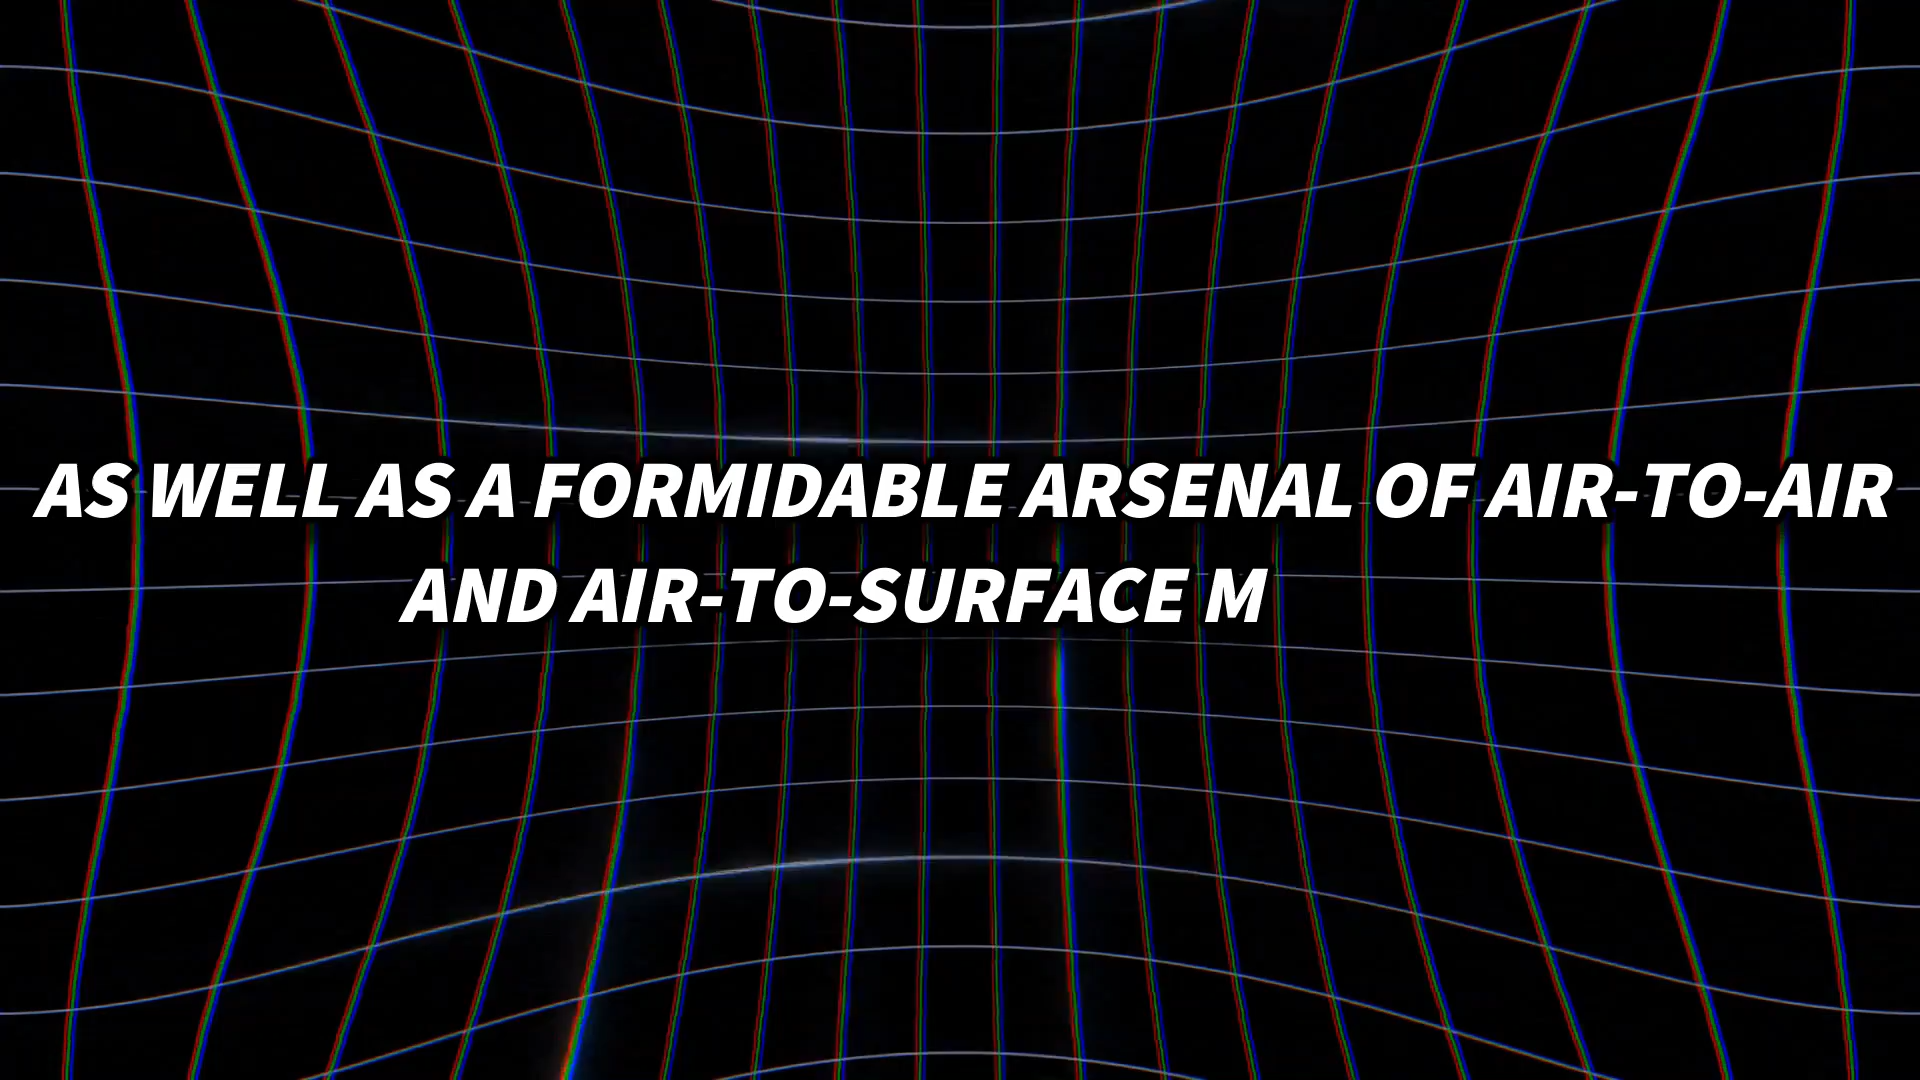 AS WELL AS A FORMIDABLE ARSENAL OF AIR-TO-AIR
AND AIR-TO-SURFACE M